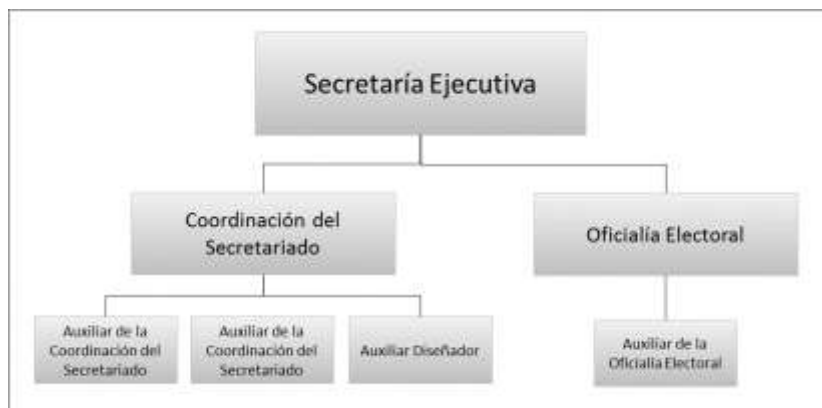 Secretaría Ejecutiva
Coordinación del
Secretariado
Oficialía Electoral
Auxiliar de la
Coordinación del
Secretariado
Auxiliar de la
Coordinación del
Secretariado
Auxiliar Diseñador
Auxiliar de la
Oficialia Electoral